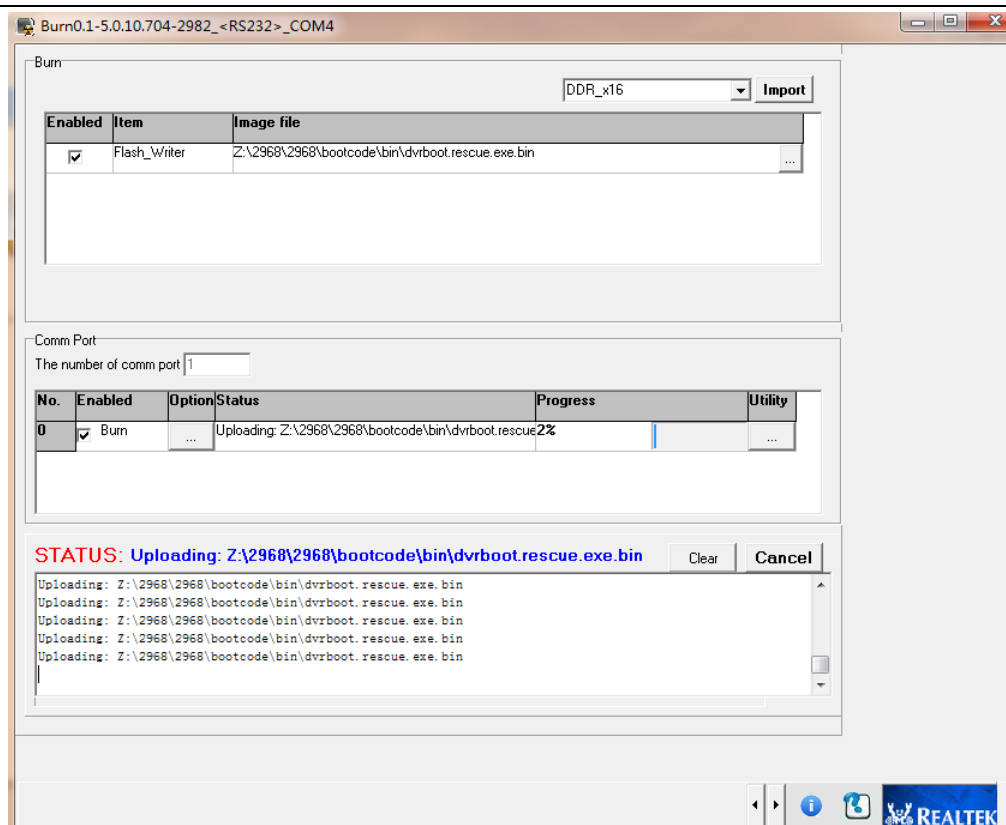 Burn0.1-5.0.10.704-2982_<RS232>_COM4
Burn
DDR_x16 Import
Enabled Item Image file
Flash_Writer Z:\2968\2968\bootcode\bin\dvrboot.rescue.exe.bin ...
Comm Port
The number of comm port 1
No. Enabled Option Status Progress Utility
0 Burn ... Uploading: Z:\2968\2968\bootcode\bin\dvrboot.rescue 2% ...
STATUS: Uploading: Z:\2968\2968\bootcode\bin\dvrboot.rescue.exe.bin Clear Cancel
Uploading: Z:\2968\2968\bootcode\bin\dvrboot.rescue.exe.bin
Uploading: Z:\2968\2968\bootcode\bin\dvrboot.rescue.exe.bin
Uploading: Z:\2968\2968\bootcode\bin\dvrboot.rescue.exe.bin
Uploading: Z:\2968\2968\bootcode\bin\dvrboot.rescue.exe.bin
Uploading: Z:\2968\2968\bootcode\bin\dvrboot.rescue.exe.bin
REALTEK